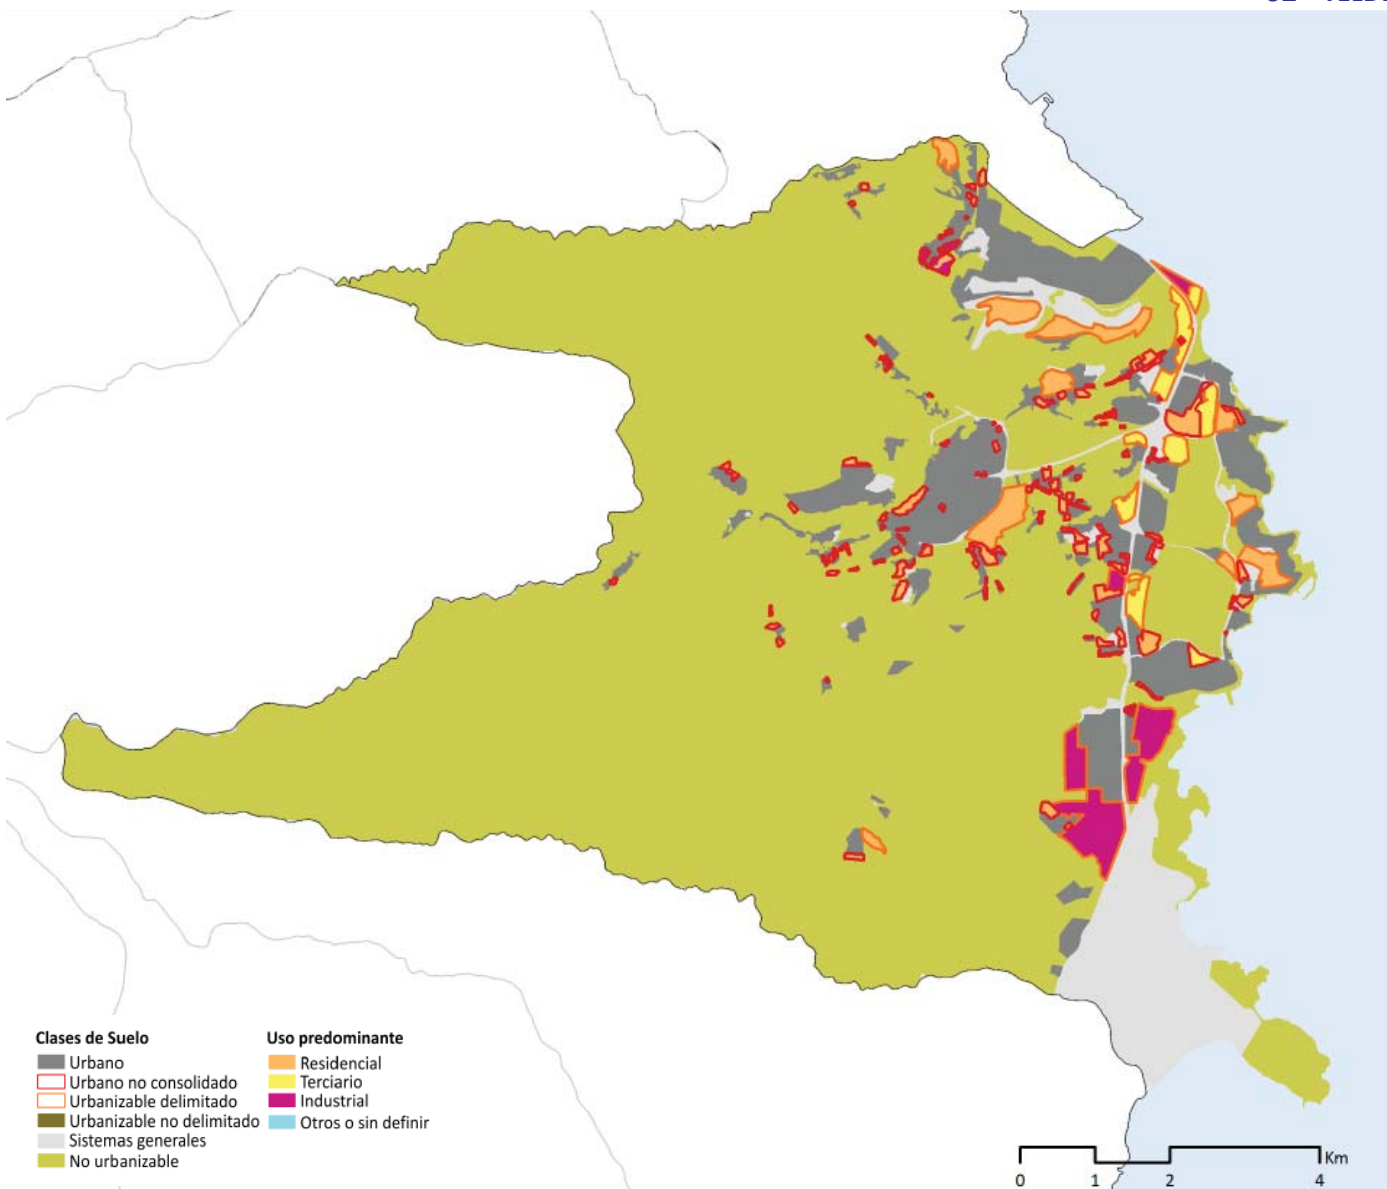 Clases de Suelo
Urbano
Urbano no consolidado
Urbanizable delimitado
Urbanizable no delimitado
Sistemas generales
No urbanizable
Uso predominante
Residencial
Terciario
Industrial
Otros o sin definir
Km
0 1 2 4